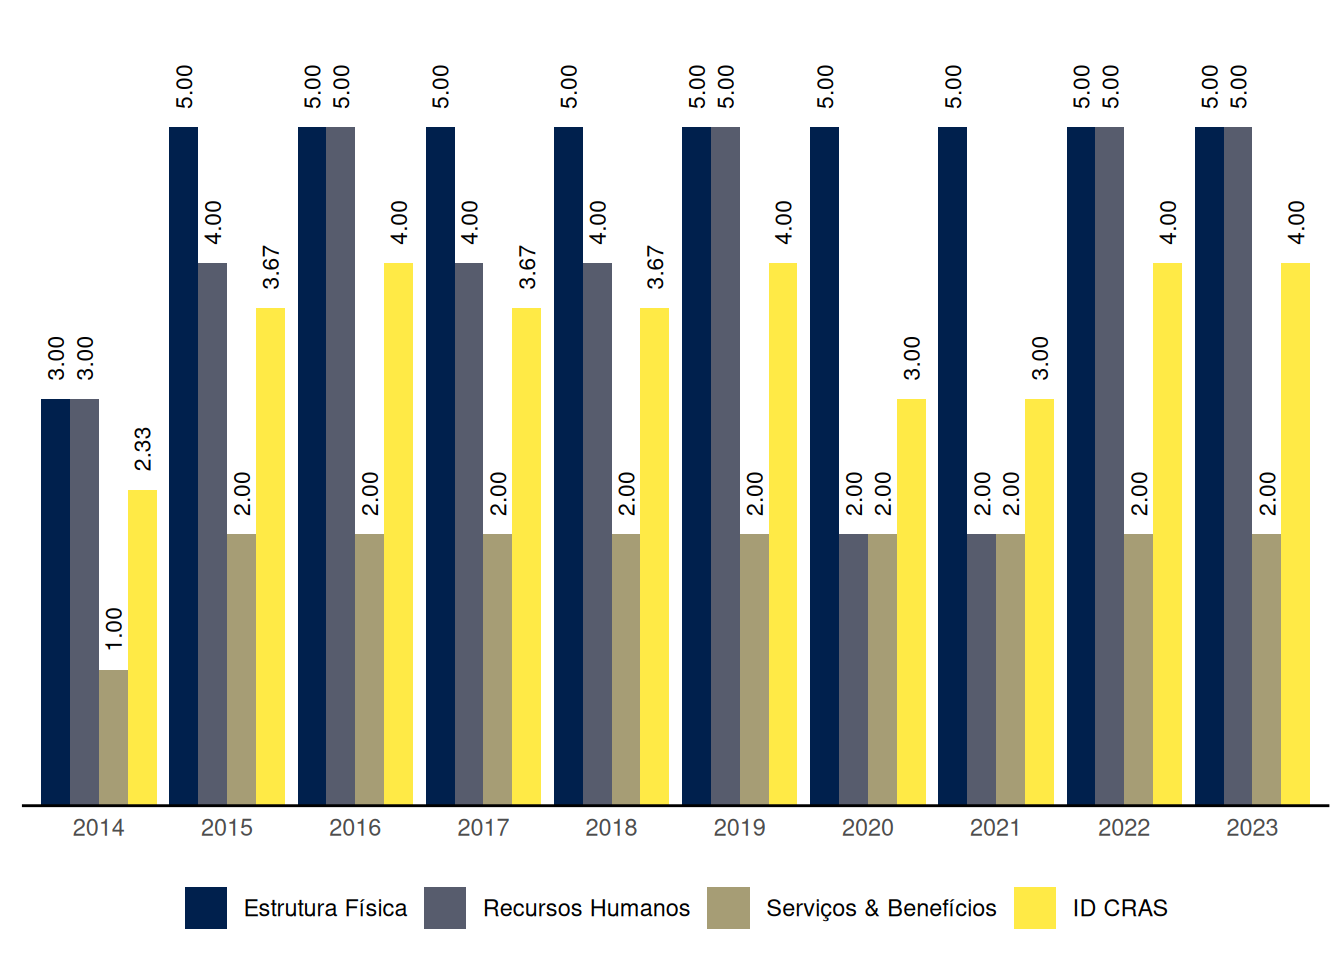 5.00 5.00 5.00 5.00 5.00 5.00 5.00 5.00 5.00 5.00 5.00 5.00 5.00
4.00 4.00 4.00 4.00 4.00 4.00 4.00
3.67 3.67 3.67
3.00 3.00 3.00 3.00
2.33
2.00 2.00 2.00 2.00 2.00 2.00 2.00 2.00 2.00 2.00 2.00
1.00
2014 2015 2016 2017 2018 2019 2020 2021 2022 2023
Estrutura Física Recursos Humanos Serviços & Benefícios ID CRAS